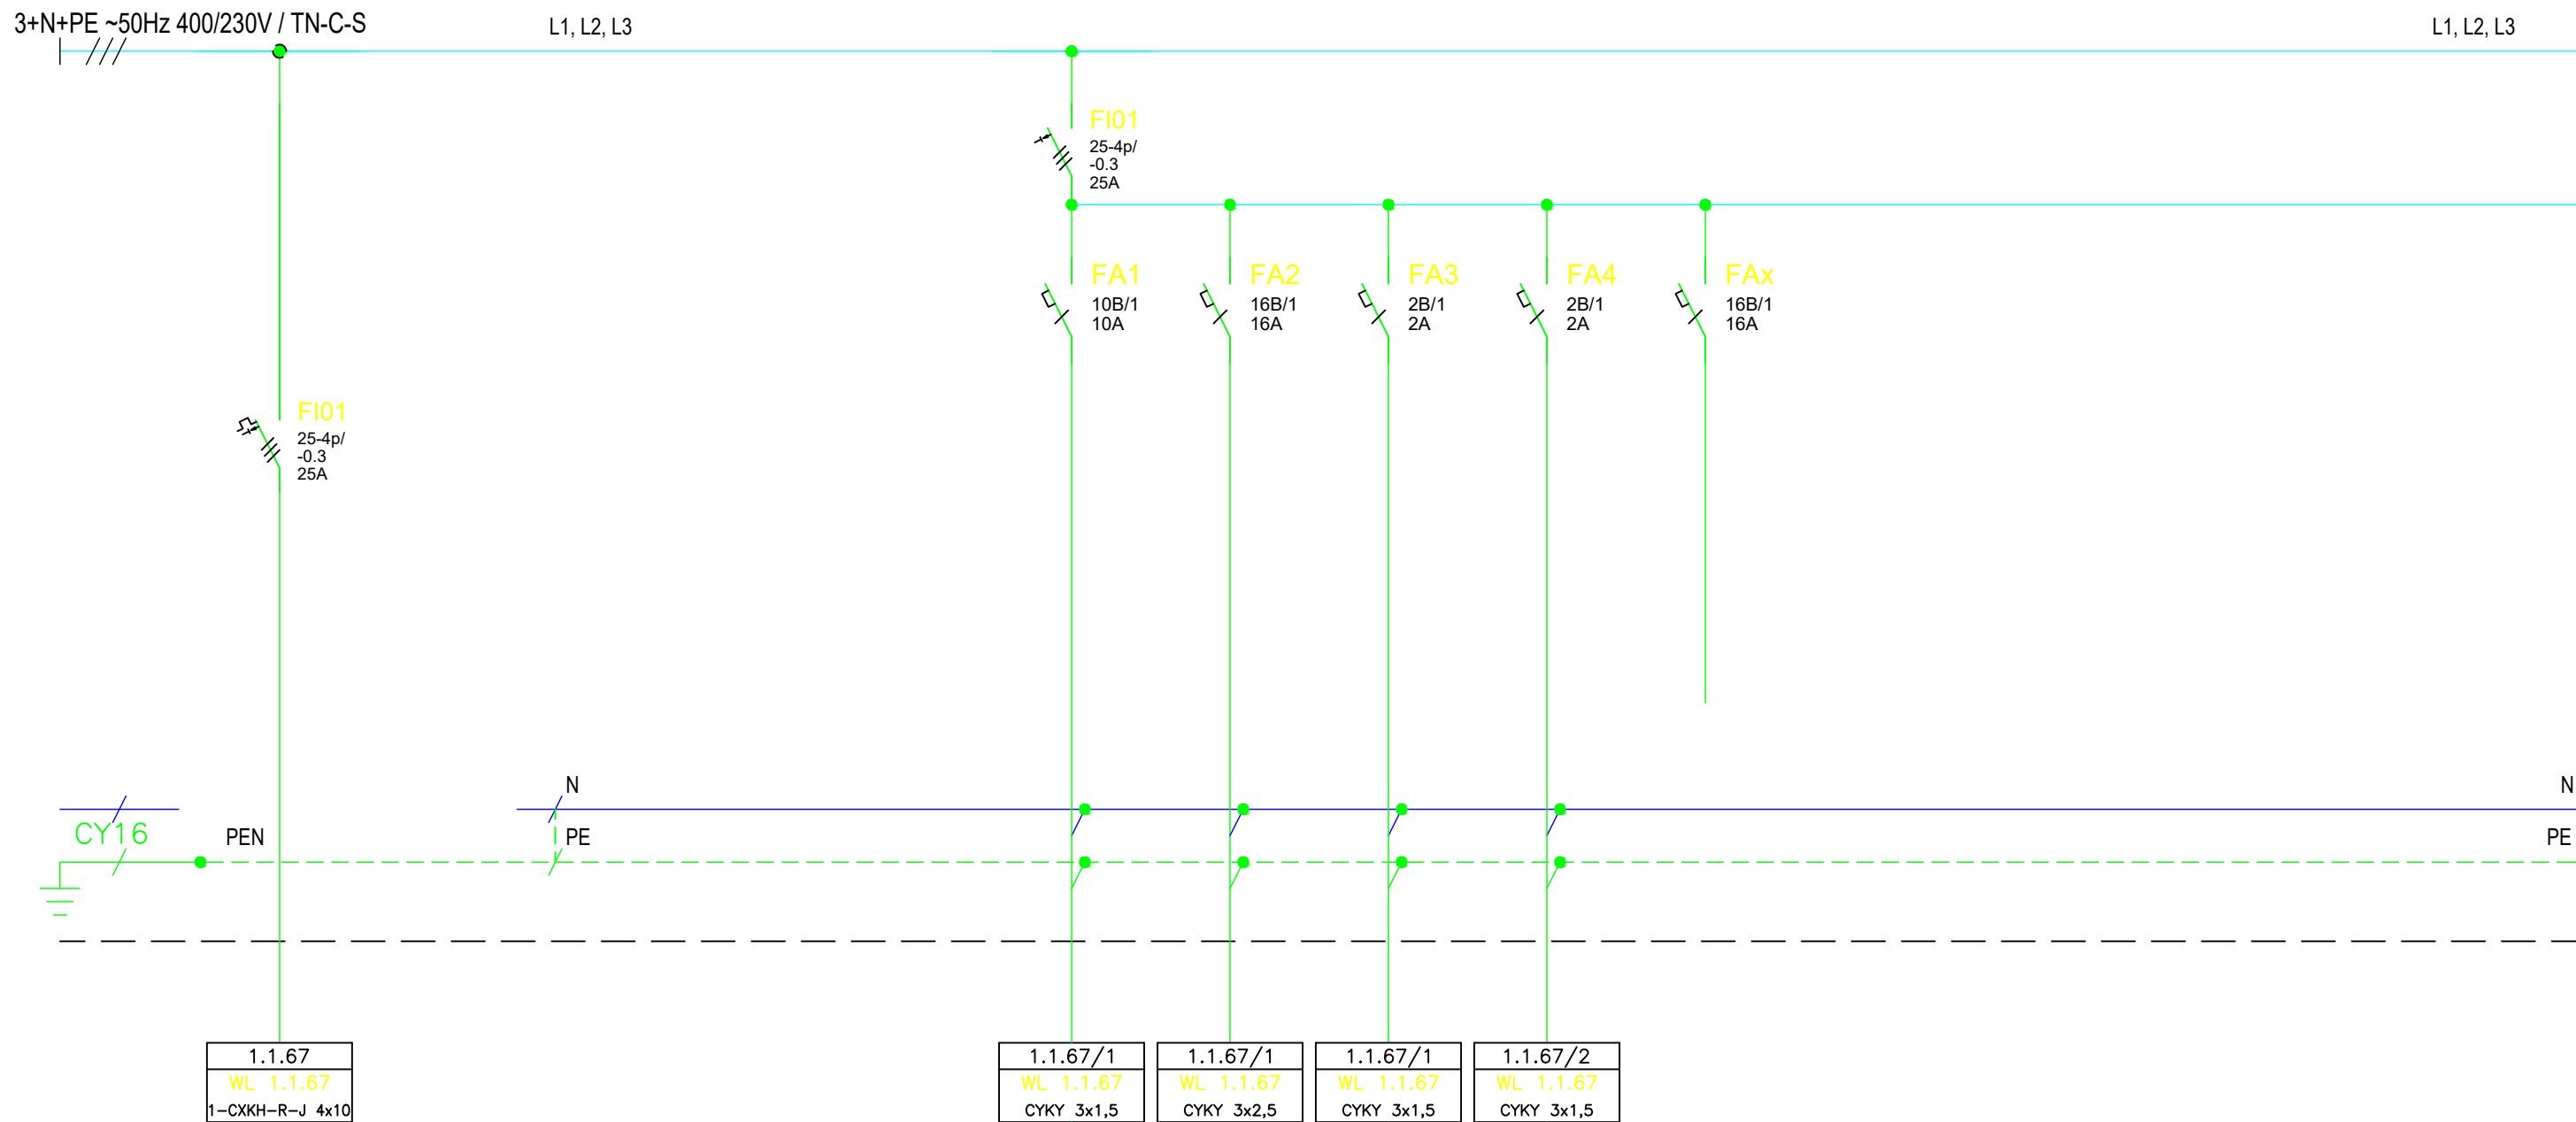 3+N+PE ~50Hz 400/230V / TN-C-S
L1, L2, L3
L1, L2, L3
FI01
25-4p/
-0.3
25A
FA1
10B/1
10A
FA2
16B/1
16A
FA3
2B/1
2A
FA4
2B/1
2A
FAx
16B/1
16A
FI01
25-4p/
-0.3
25A
N
N
CY16
PEN
PE
PE
1.1.67
WL 1.1.67
1-CXKH-R-J 4x10
1.1.67/1
WL 1.1.67
CYKY 3x1,5
1.1.67/1
WL 1.1.67
CYKY 3x2,5
1.1.67/1
WL 1.1.67
CYKY 3x1,5
1.1.67/2
WL 1.1.67
CYKY 3x1,5